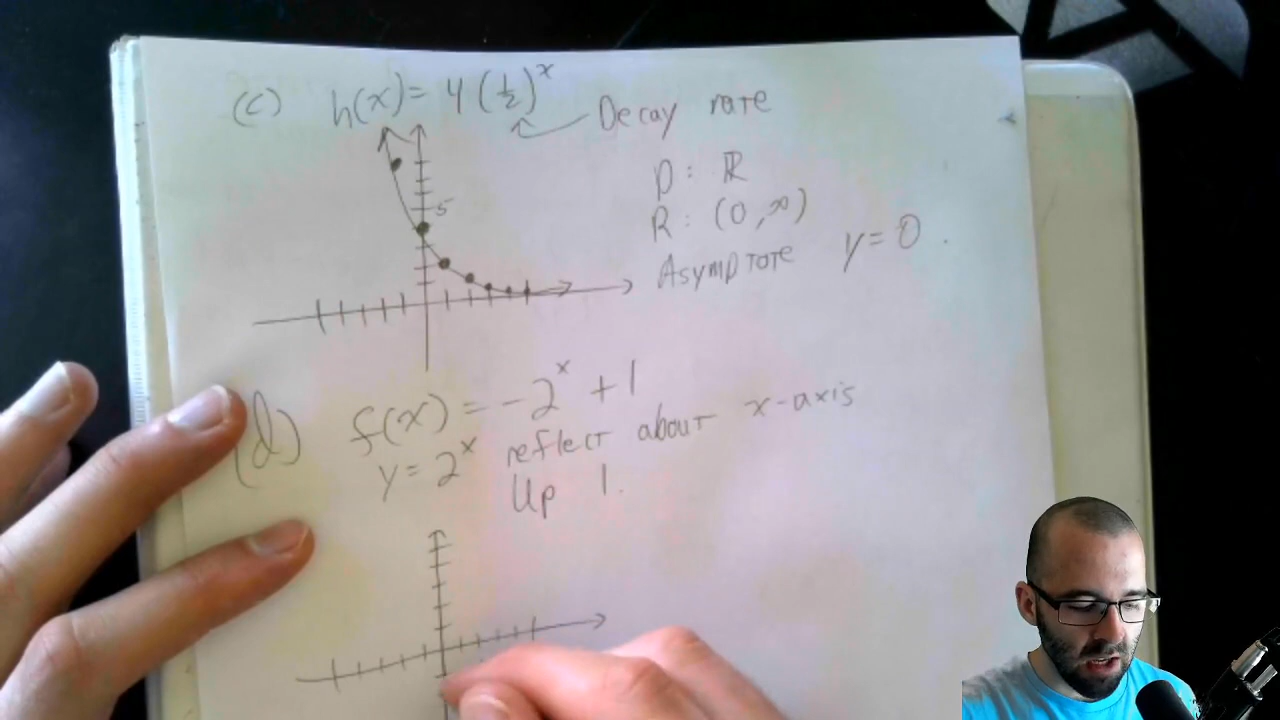 (c) h(x) = 4(1/2)^x
Decay rate
D: ℝ
R: (0,∞)
Asymptote y = 0.
5
(d) f(x) = -2^x + 1
y = 2^x reflect about x-axis
Up 1.